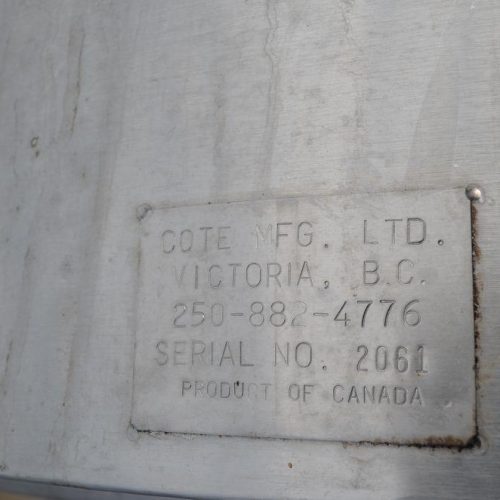 COTE MFG. LTD.
VICTORIA, B.C.
250-882-4776
SERIAL NO. 2061
PRODUCT OF CANADA